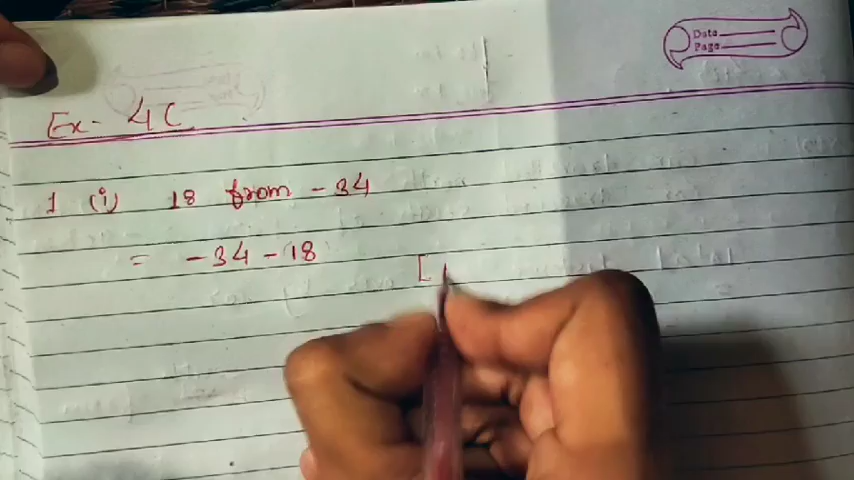 Date
Page
Ex- 4C
1 (i) 18 from -34
= -34-18 [